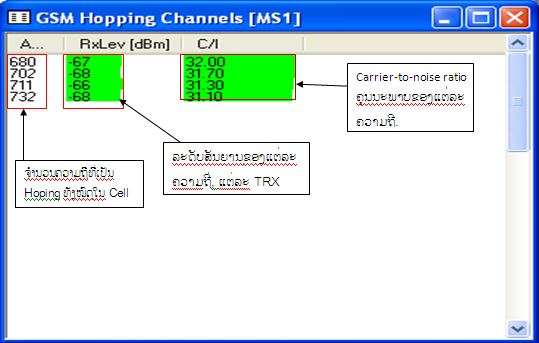 GSM Hopping Channels [MS1]
A... RxLev [dBm] C/I
680 -67 32.00
702 -68 31.70
711 -66 31.30
732 -68 31.10
Carrier-to-noise ratio
ຄຸນນະພາບຂອງແຕ່ລະ
ຄວາມຖີ່.
ລະດັບສັນຍານຂອງແຕ່ລະ
ຄວາມຖີ່, ແຕ່ລະ TRX
ຈຳນວນຄວາມຖີ່ທີ່ເປັນ
Hoping ທັງໝົດໃນ Cell